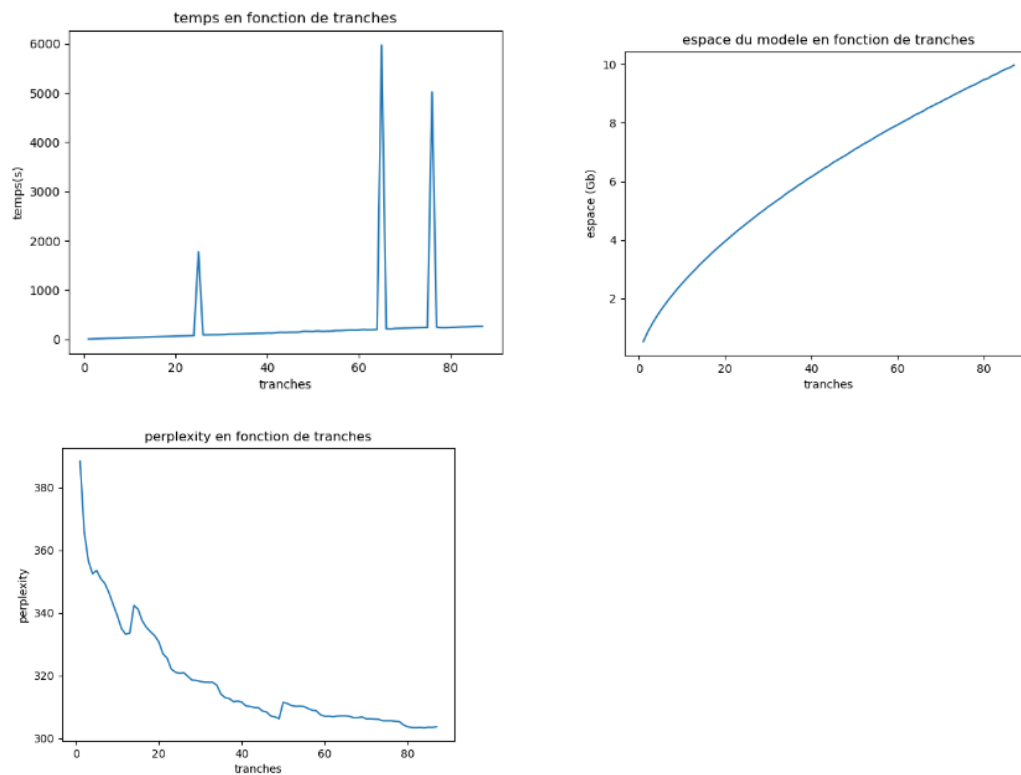 temps en fonction de tranches
6000
5000
4000
3000
2000
1000
0
temps(s)
0 20 40 60 80
tranches
espace du modele en fonction de tranches
10
8
6
4
2
espace (Gb)
0 20 40 60 80
tranches
perplexity en fonction de tranches
380
360
340
320
300
perplexity
0 20 40 60 80
tranches